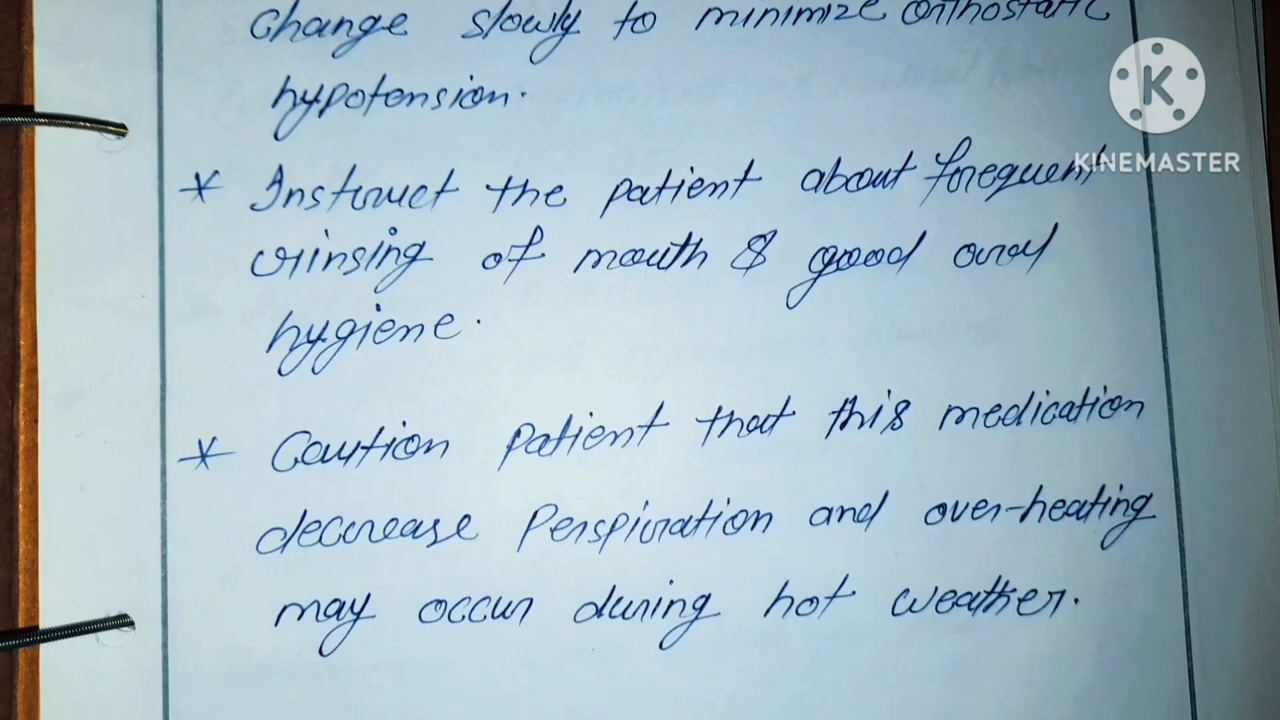 change slowly to minimize orthostatic
hypotension.
* Instruct the patient about frequent
rinsing of mouth & good oral
hygiene.
* Caution patient that this medication
decrease Perspiration and over-heating
may occur during hot weather.
K
KINEMASTER